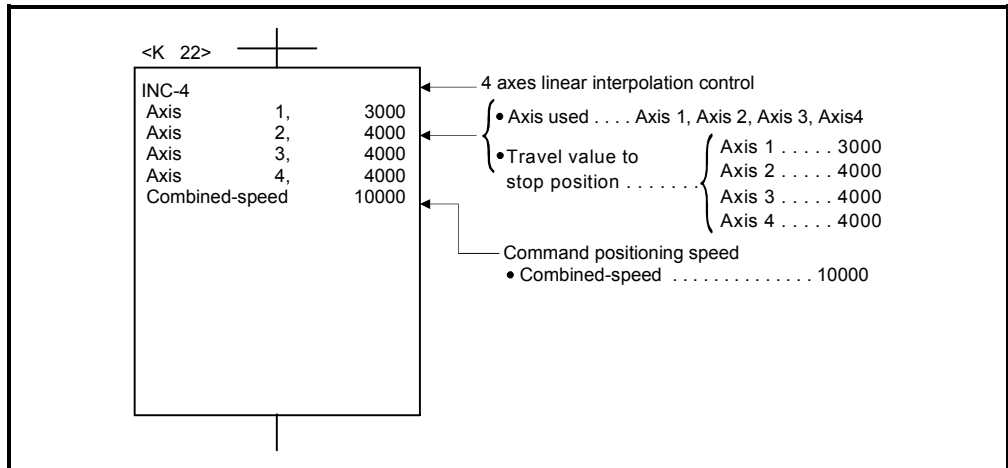 <K 22>
INC-4
Axis 1, 3000
Axis 2, 4000
Axis 3, 4000
Axis 4, 4000
Combined-speed 10000
4 axes linear interpolation control
• Axis used . . . . Axis 1, Axis 2, Axis 3, Axis4
• Travel value to
stop position . . . . . . .
Axis 1 . . . . . 3000
Axis 2 . . . . . 4000
Axis 3 . . . . . 4000
Axis 4 . . . . . 4000
Command positioning speed
• Combined-speed . . . . . . . . . . . . . . 10000